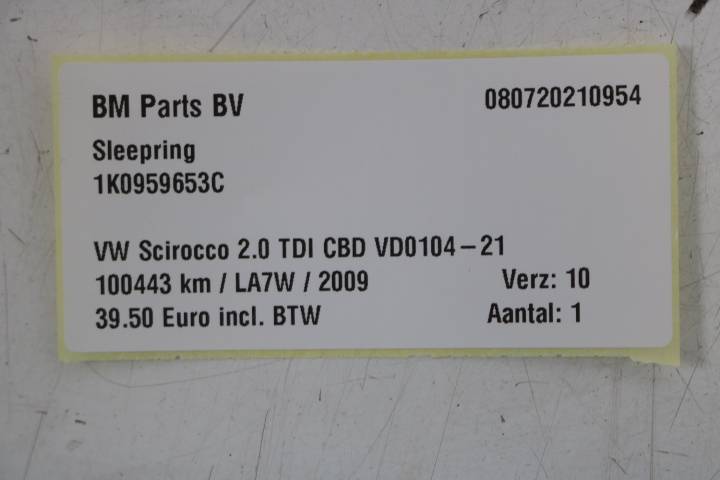 BM Parts BV 080720210954
Sleepring
1K0959653C
VW Scirocco 2.0 TDI CBD VD0104-21
100443 km / LA7W / 2009 Verz: 10
39.50 Euro incl. BTW Aantal: 1